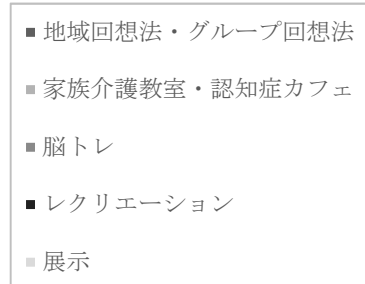 地域回想法・グループ回想法
家族介護教室・認知症カフェ
脳トレ
レクリエーション
展示